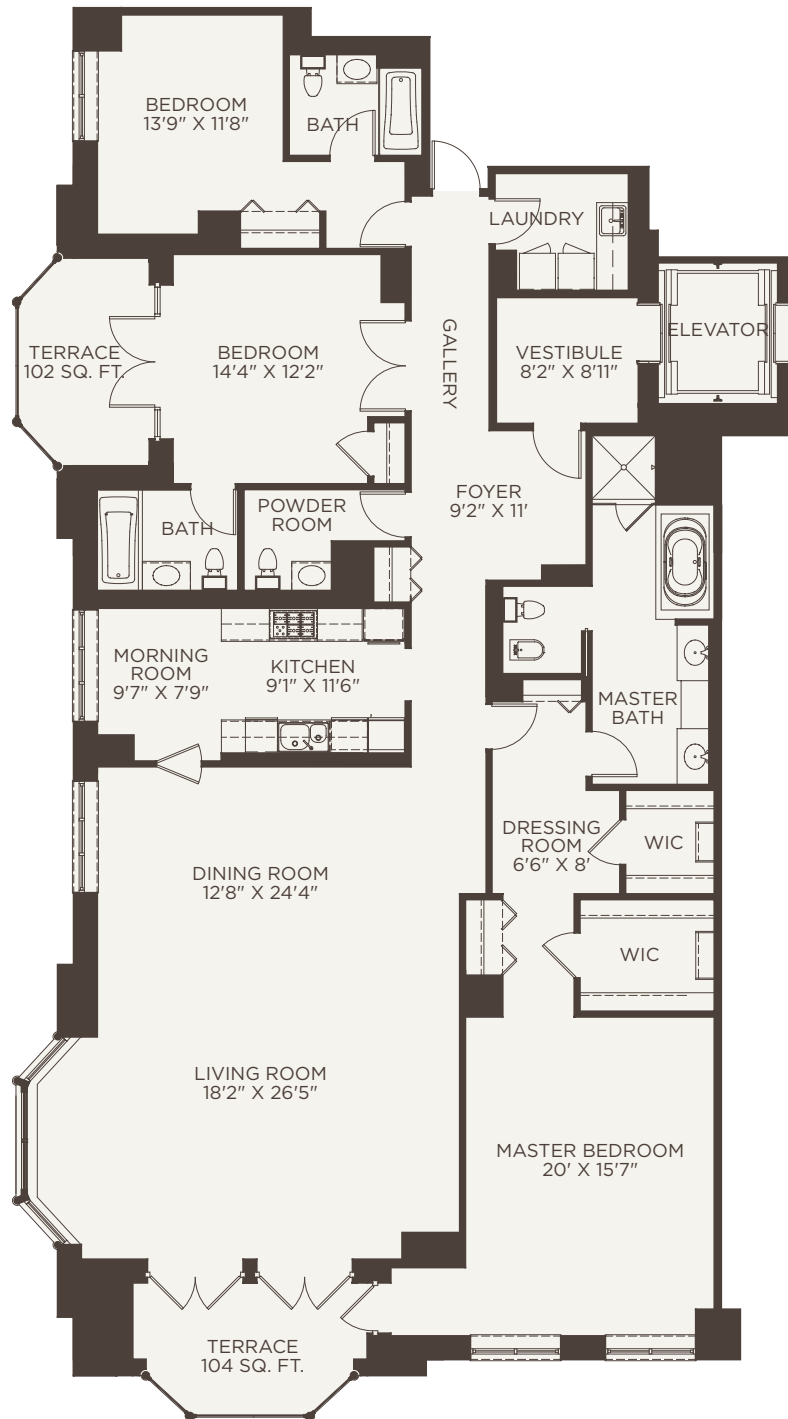 BEDROOM
13'9" X 11'8"
BATH
LAUNDRY
GALLERY
ELEVATOR
TERRACE
102 SQ. FT.
BEDROOM
14'4" X 12'2"
VESTIBULE
8'2" X 8'11"
FOYER
9'2" X 11'
BATH
POWDER
ROOM
MORNING
ROOM
9'7" X 7'9"
KITCHEN
9'1" X 11'6"
MASTER
BATH
DRESSING
ROOM
6'6" X 8'
WIC
DINING ROOM
12'8" X 24'4"
WIC
LIVING ROOM
18'2" X 26'5"
MASTER BEDROOM
20' X 15'7"
TERRACE
104 SQ. FT.